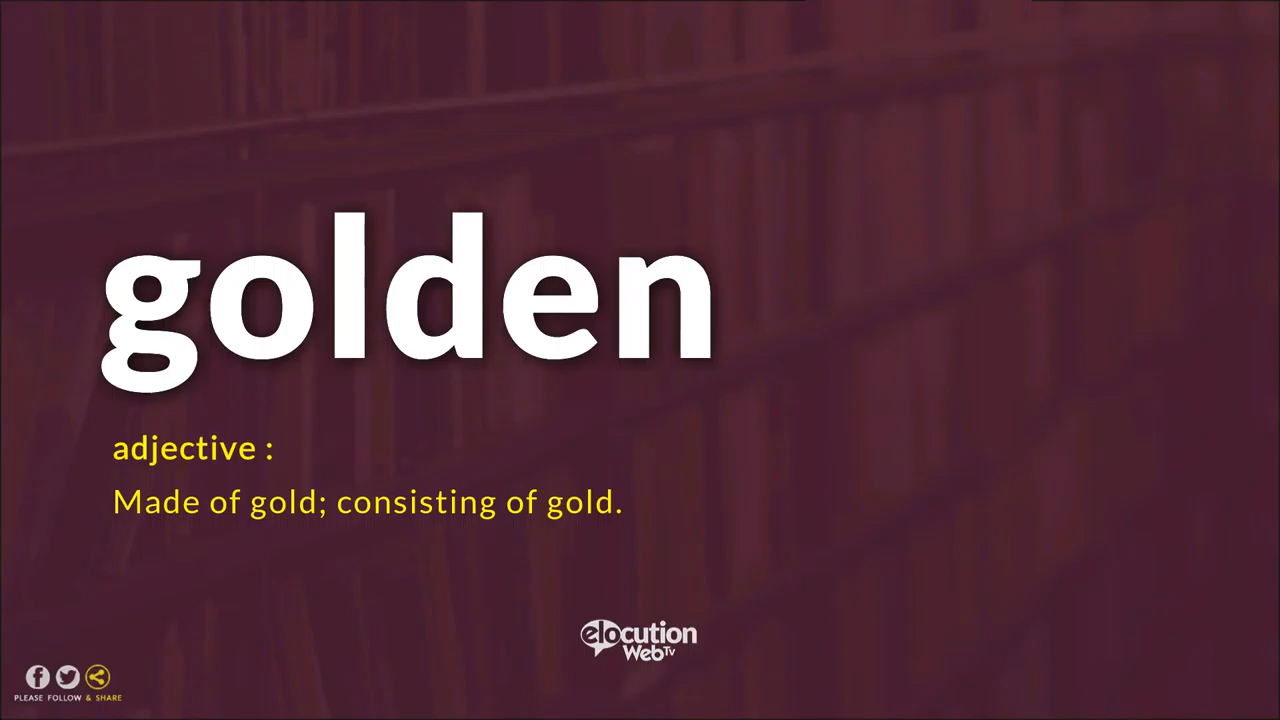 golden
adjective :
Made of gold; consisting of gold.
elocution
WebTv
PLEASE FOLLOW & SHARE